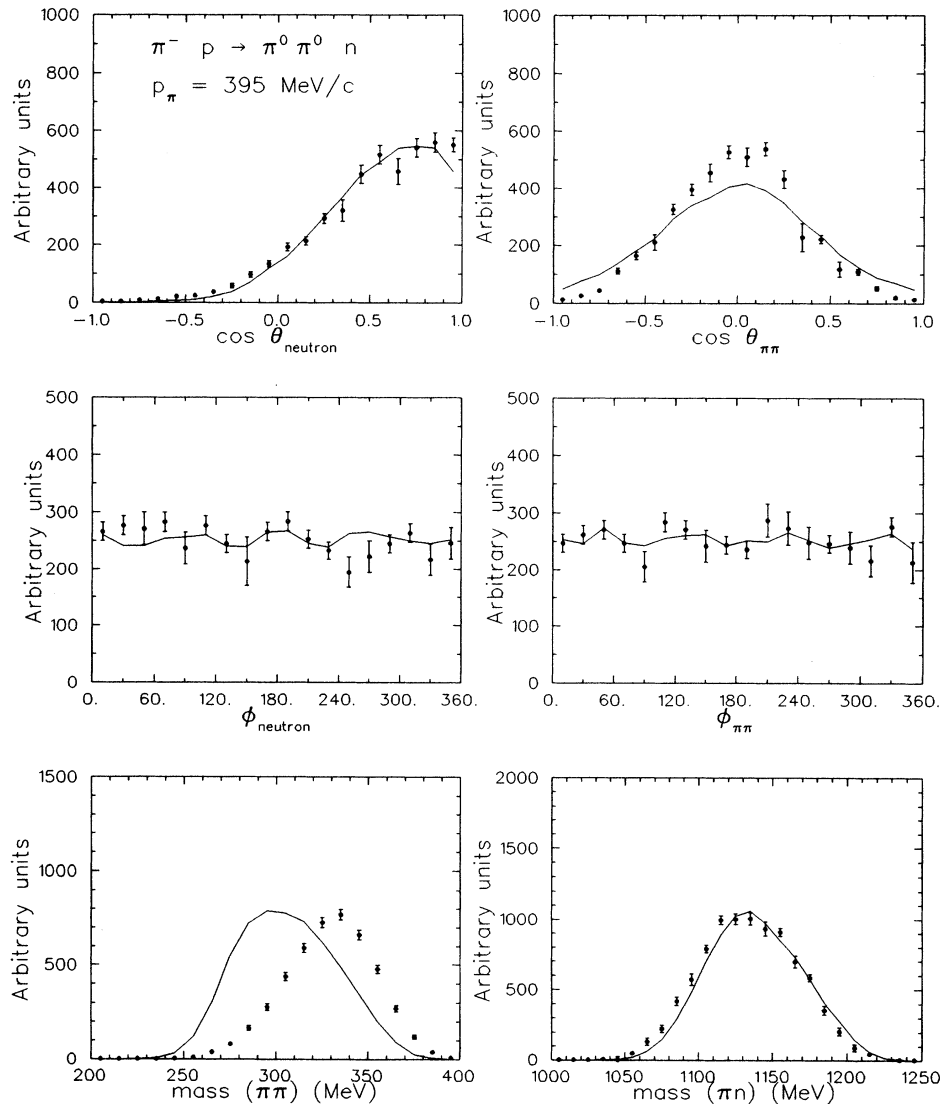 1000
800
600
400
200
0
Arbitrary units
π⁻ p → π⁰ π⁰ n
p_π = 395 MeV/c
−1.0 −0.5 0.0 0.5 1.0
cos θ_neutron
1000
800
600
400
200
0
Arbitrary units
−1.0 −0.5 0.0 0.5 1.0
cos θ_ππ
500
400
300
200
100
0
Arbitrary units
0. 60. 120. 180. 240. 300. 360.
ϕ_neutron
500
400
300
200
100
0
Arbitrary units
0. 60. 120. 180. 240. 300. 360.
ϕ_ππ
1500
1000
500
0
Arbitrary units
200 250 300 350 400
mass (ππ) (MeV)
2000
1500
1000
500
0
Arbitrary units
1000 1050 1100 1150 1200 1250
mass (πn) (MeV)